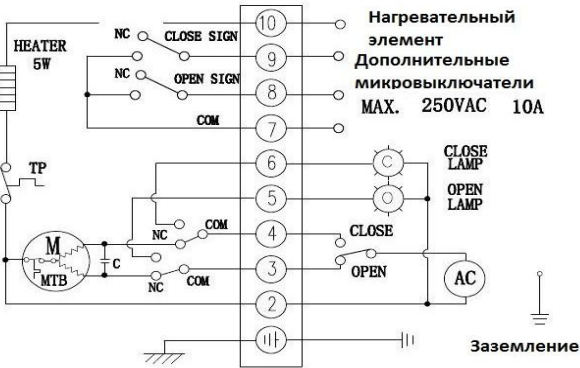 NC CLOSE SIGN
10
Нагревательный
элемент
HEATER
5W
9
Дополнительные
микровыключатели
NC OPEN SIGN
8
MAX. 250VAC 10A
COM
7
CLOSE
LAMP
TP
6
C
OPEN
LAMP
5
O
NC COM
4
CLOSE
M
C
MTB
NC COM
3
OPEN
AC
2
Заземление